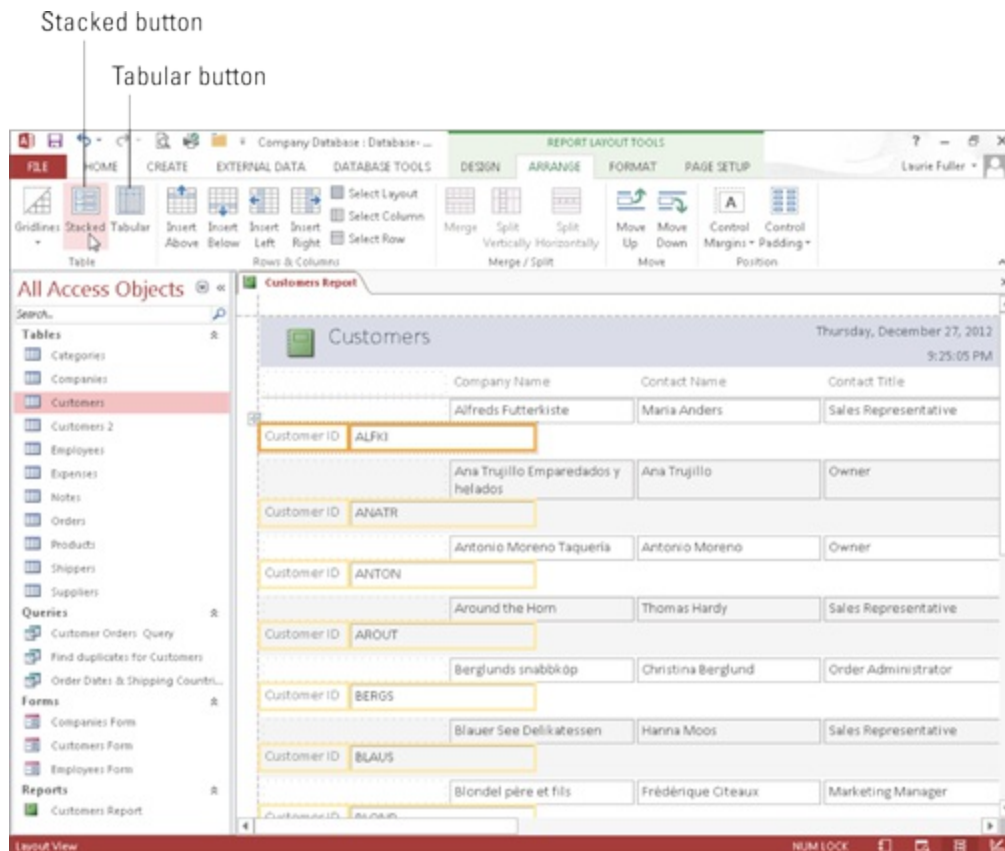 Stacked button
Tabular button
Company Database : Database- ...
REPORT LAYOUT TOOLS
?
FILE HOME CREATE EXTERNAL DATA DATABASE TOOLS DESIGN ARRANGE FORMAT PAGE SETUP Laurie Fuller
Gridlines Stacked Tabular Insert Above Insert Below Insert Left Insert Right Select Layout
Select Column
Select Row
Merge Split Vertically Split Horizontally Move Up Move Down Control Margins Control Padding
Table Rows & Columns Merge / Split Move Position
All Access Objects
Search...
Tables
Categories
Companies
Customers
Customers 2
Employees
Expenses
Notes
Orders
Products
Shippers
Suppliers
Queries
Customer Orders Query
Find duplicates for Customers
Order Dates & Shipping Countri...
Forms
Companies Form
Customers Form
Employees Form
Reports
Customers Report
Customers Report
Customers
Thursday, December 27, 2012
9:25:05 PM
Company Name Contact Name Contact Title
Alfreds Futterkiste Maria Anders Sales Representative
Customer ID ALFKI
Ana Trujillo Emparedados y helados Ana Trujillo Owner
Customer ID ANATR
Antonio Moreno Taquería Antonio Moreno Owner
Customer ID ANTON
Around the Horn Thomas Hardy Sales Representative
Customer ID AROUT
Berglunds snabbköp Christina Berglund Order Administrator
Customer ID BERGS
Blauer See Delikatessen Hanna Moos Sales Representative
Customer ID BLAUS
Blondel père et fils Frédérique Citeaux Marketing Manager
Customer ID BLOND
Layout View NUM LOCK